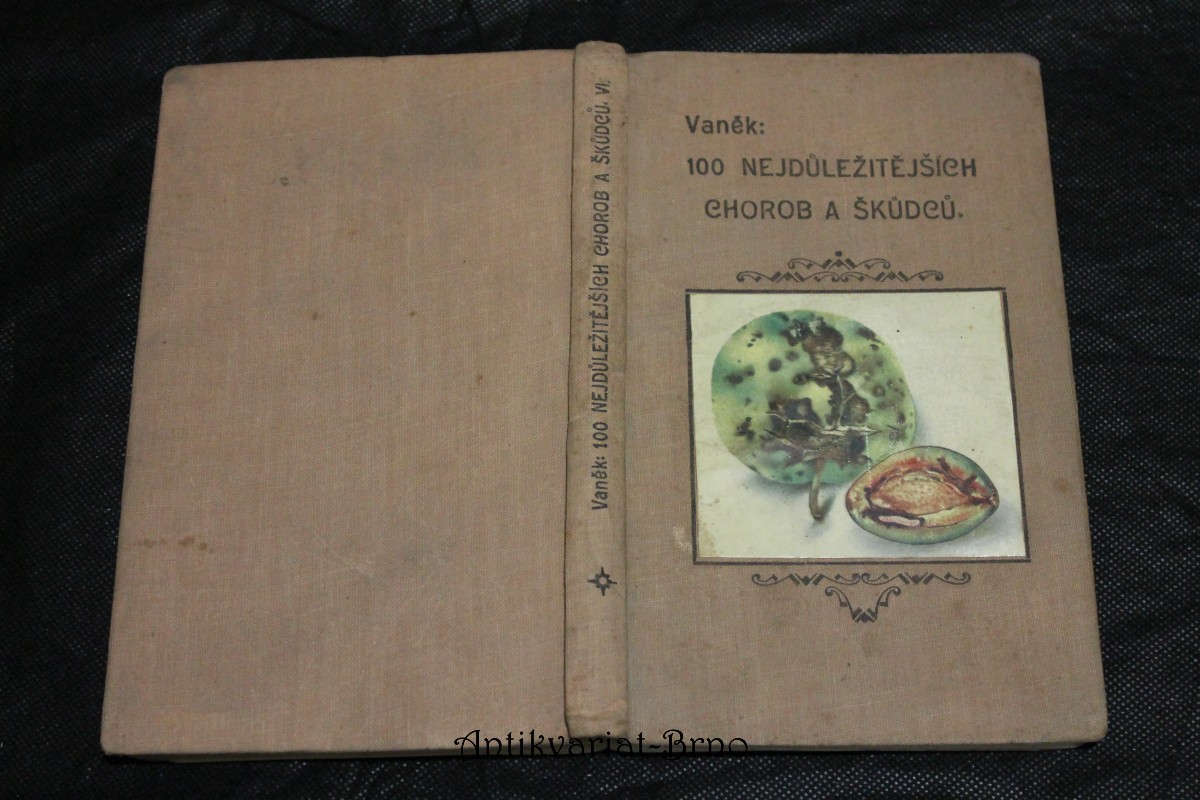 Vaněk:
100 NEJDŮLEŽITĚJŠÍCH
CHOROB A ŠKŮDCŮ.
Vaněk: 100 NEJDŮLEŽITĚJŠÍCH CHOROB A ŠKŮDCŮ. VI.
Antikvariat-Brno